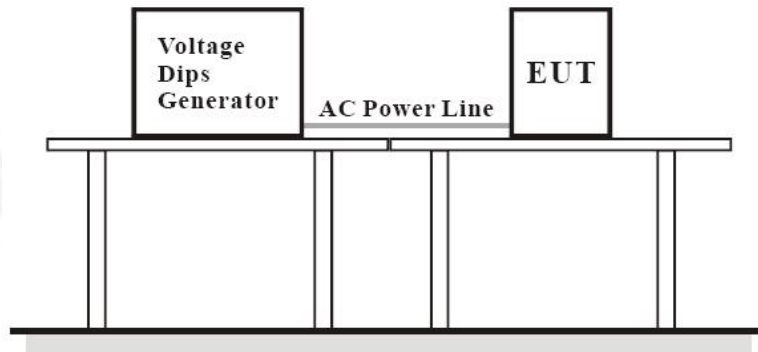 Voltage
Dips
Generator
AC Power Line
EUT